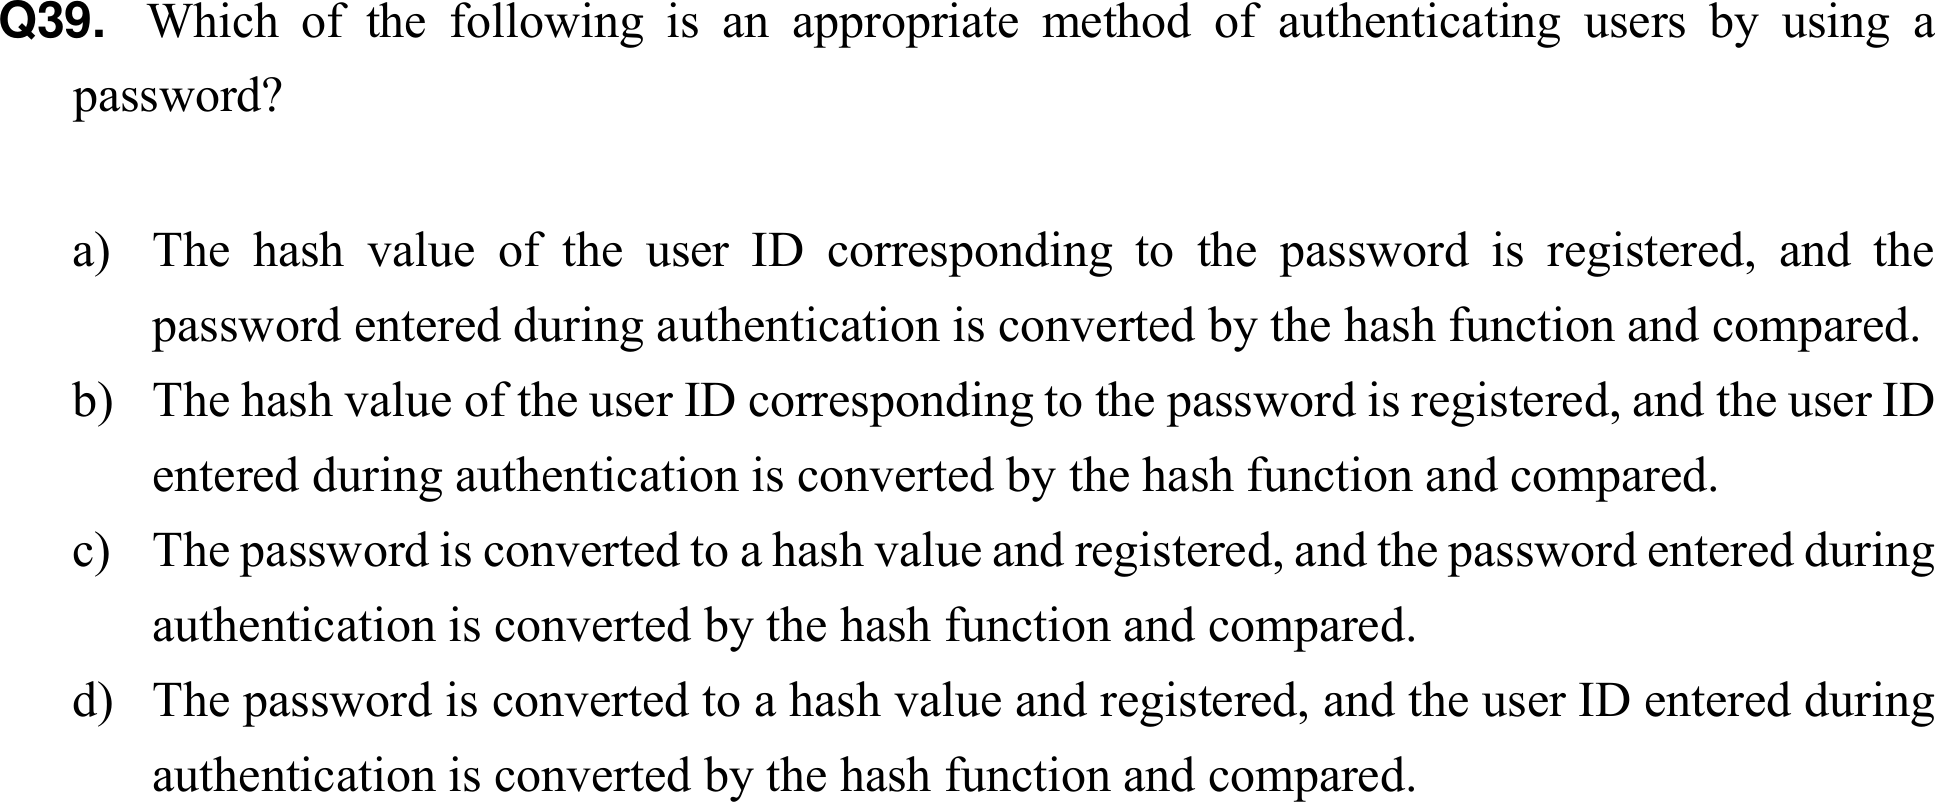 Q39. Which of the following is an appropriate method of authenticating users by using a
password?
a) The hash value of the user ID corresponding to the password is registered, and the
password entered during authentication is converted by the hash function and compared.
b) The hash value of the user ID corresponding to the password is registered, and the user ID
entered during authentication is converted by the hash function and compared.
c) The password is converted to a hash value and registered, and the password entered during
authentication is converted by the hash function and compared.
d) The password is converted to a hash value and registered, and the user ID entered during
authentication is converted by the hash function and compared.